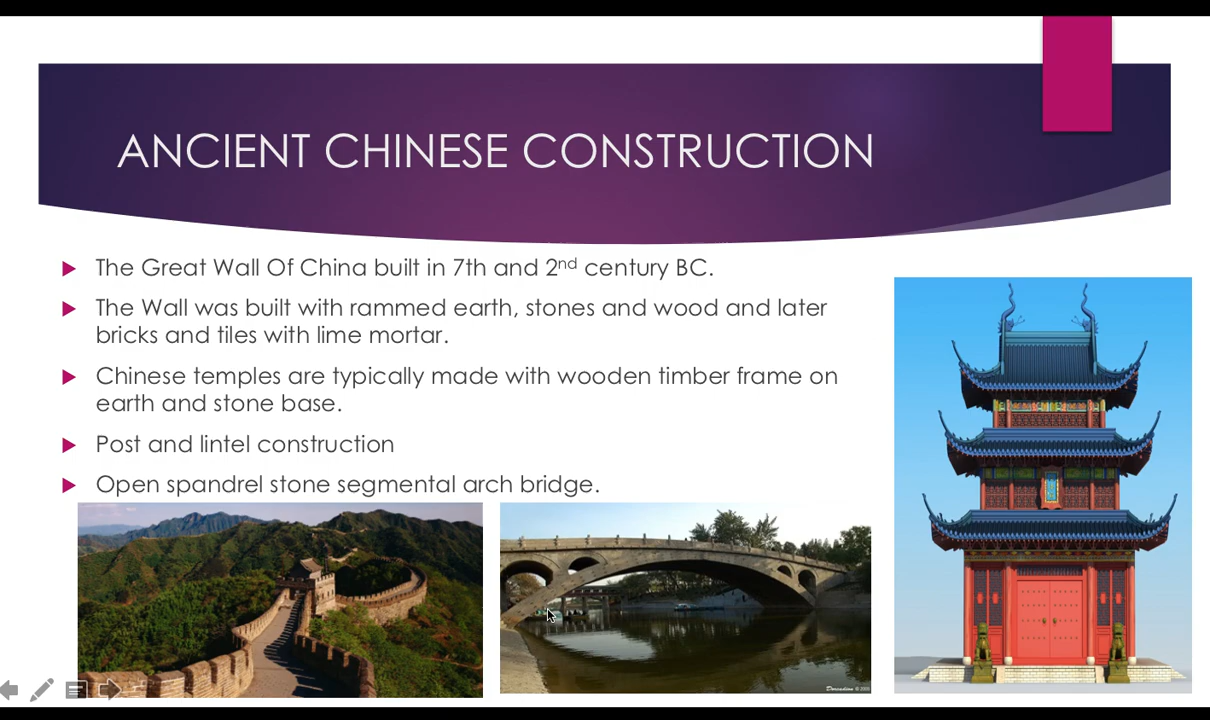 ANCIENT CHINESE CONSTRUCTION
The Great Wall Of China built in 7th and 2nd century BC.
The Wall was built with rammed earth, stones and wood and later
bricks and tiles with lime mortar.
Chinese temples are typically made with wooden timber frame on
earth and stone base.
Post and lintel construction
Open spandrel stone segmental arch bridge.